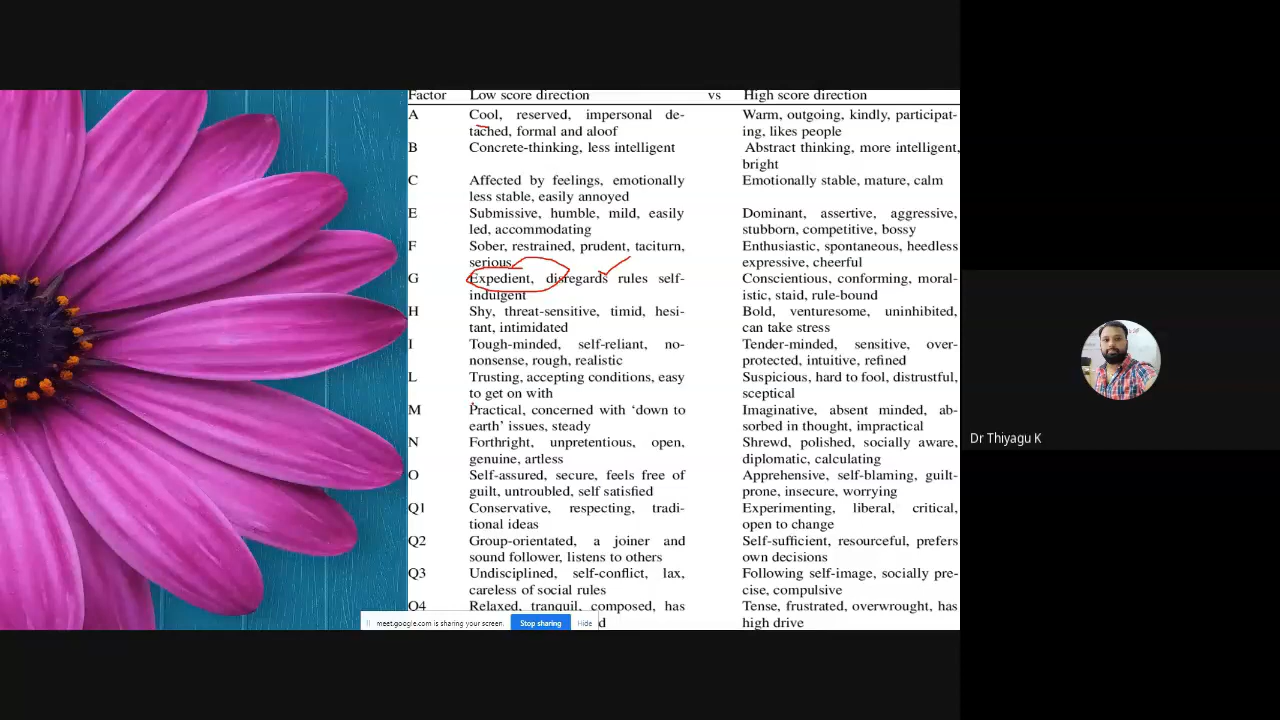 Factor Low score direction vs High score direction
A Cool, reserved, impersonal de- Warm, outgoing, kindly, participat-
tached, formal and aloof ing, likes people
B Concrete-thinking, less intelligent Abstract thinking, more intelligent,
bright
C Affected by feelings, emotionally Emotionally stable, mature, calm
less stable, easily annoyed
E Submissive, humble, mild, easily Dominant, assertive, aggressive,
led, accommodating stubborn, competitive, bossy
F Sober, restrained, prudent, taciturn, Enthusiastic, spontaneous, heedless
serious expressive, cheerful
G Expedient, disregards rules self- Conscientious, conforming, moral-
indulgent istic, staid, rule-bound
H Shy, threat-sensitive, timid, hesi- Bold, venturesome, uninhibited,
tant, intimidated can take stress
I Tough-minded, self-reliant, no- Tender-minded, sensitive, over-
nonsense, rough, realistic protected, intuitive, refined
L Trusting, accepting conditions, easy Suspicious, hard to fool, distrustful,
to get on with sceptical
M Practical, concerned with ‘down to Imaginative, absent minded, ab-
earth’ issues, steady sorbed in thought, impractical
N Forthright, unpretentious, open, Shrewd, polished, socially aware,
genuine, artless diplomatic, calculating
O Self-assured, secure, feels free of Apprehensive, self-blaming, guilt-
guilt, untroubled, self satisfied prone, insecure, worrying
Q1 Conservative, respecting, tradi- Experimenting, liberal, critical,
tional ideas open to change
Q2 Group-orientated, a joiner and Self-sufficient, resourceful, prefers
sound follower, listens to others own decisions
Q3 Undisciplined, self-conflict, lax, Following self-image, socially pre-
careless of social rules cise, compulsive
Q4 Relaxed, tranquil, composed, has Tense, frustrated, overwrought, has
high drive
meet.google.com is sharing your screen. Stop sharing Hide
Dr Thiyagu K